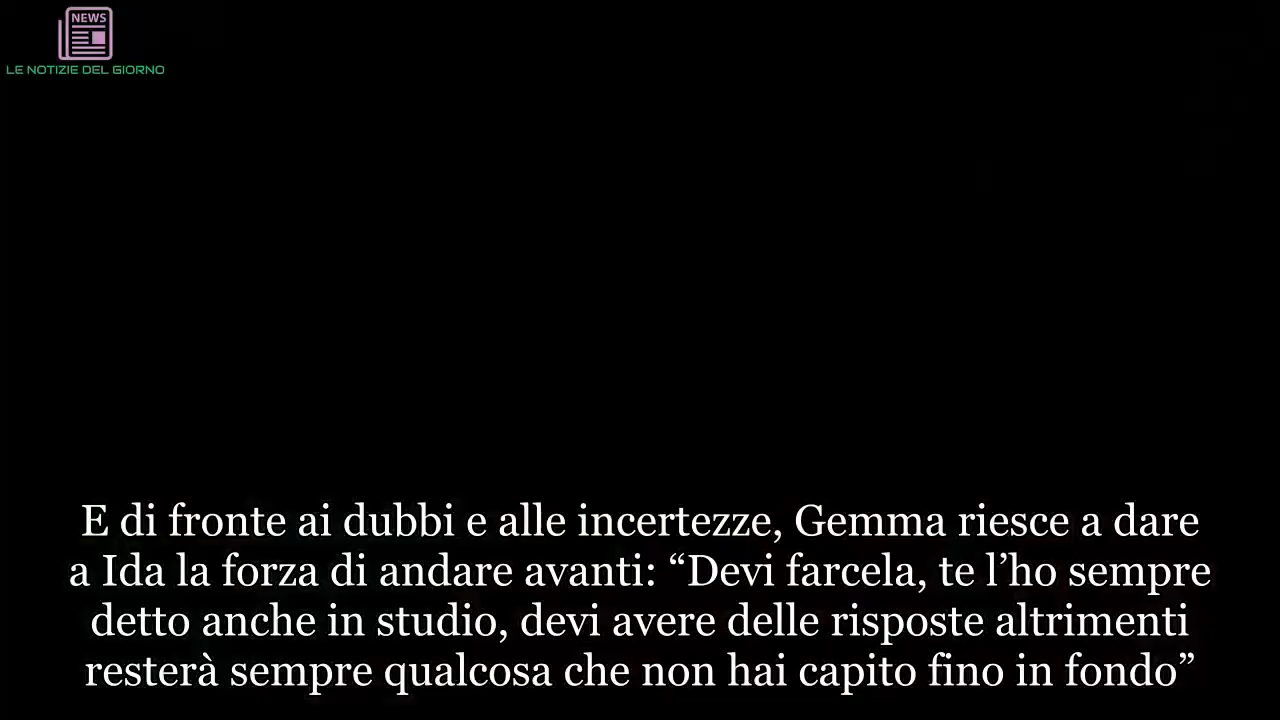 NEWS
LE NOTIZIE DEL GIORNO
E di fronte ai dubbi e alle incertezze, Gemma riesce a dare
a Ida la forza di andare avanti: “Devi farcela, te l’ho sempre
detto anche in studio, devi avere delle risposte altrimenti
resterà sempre qualcosa che non hai capito fino in fondo”